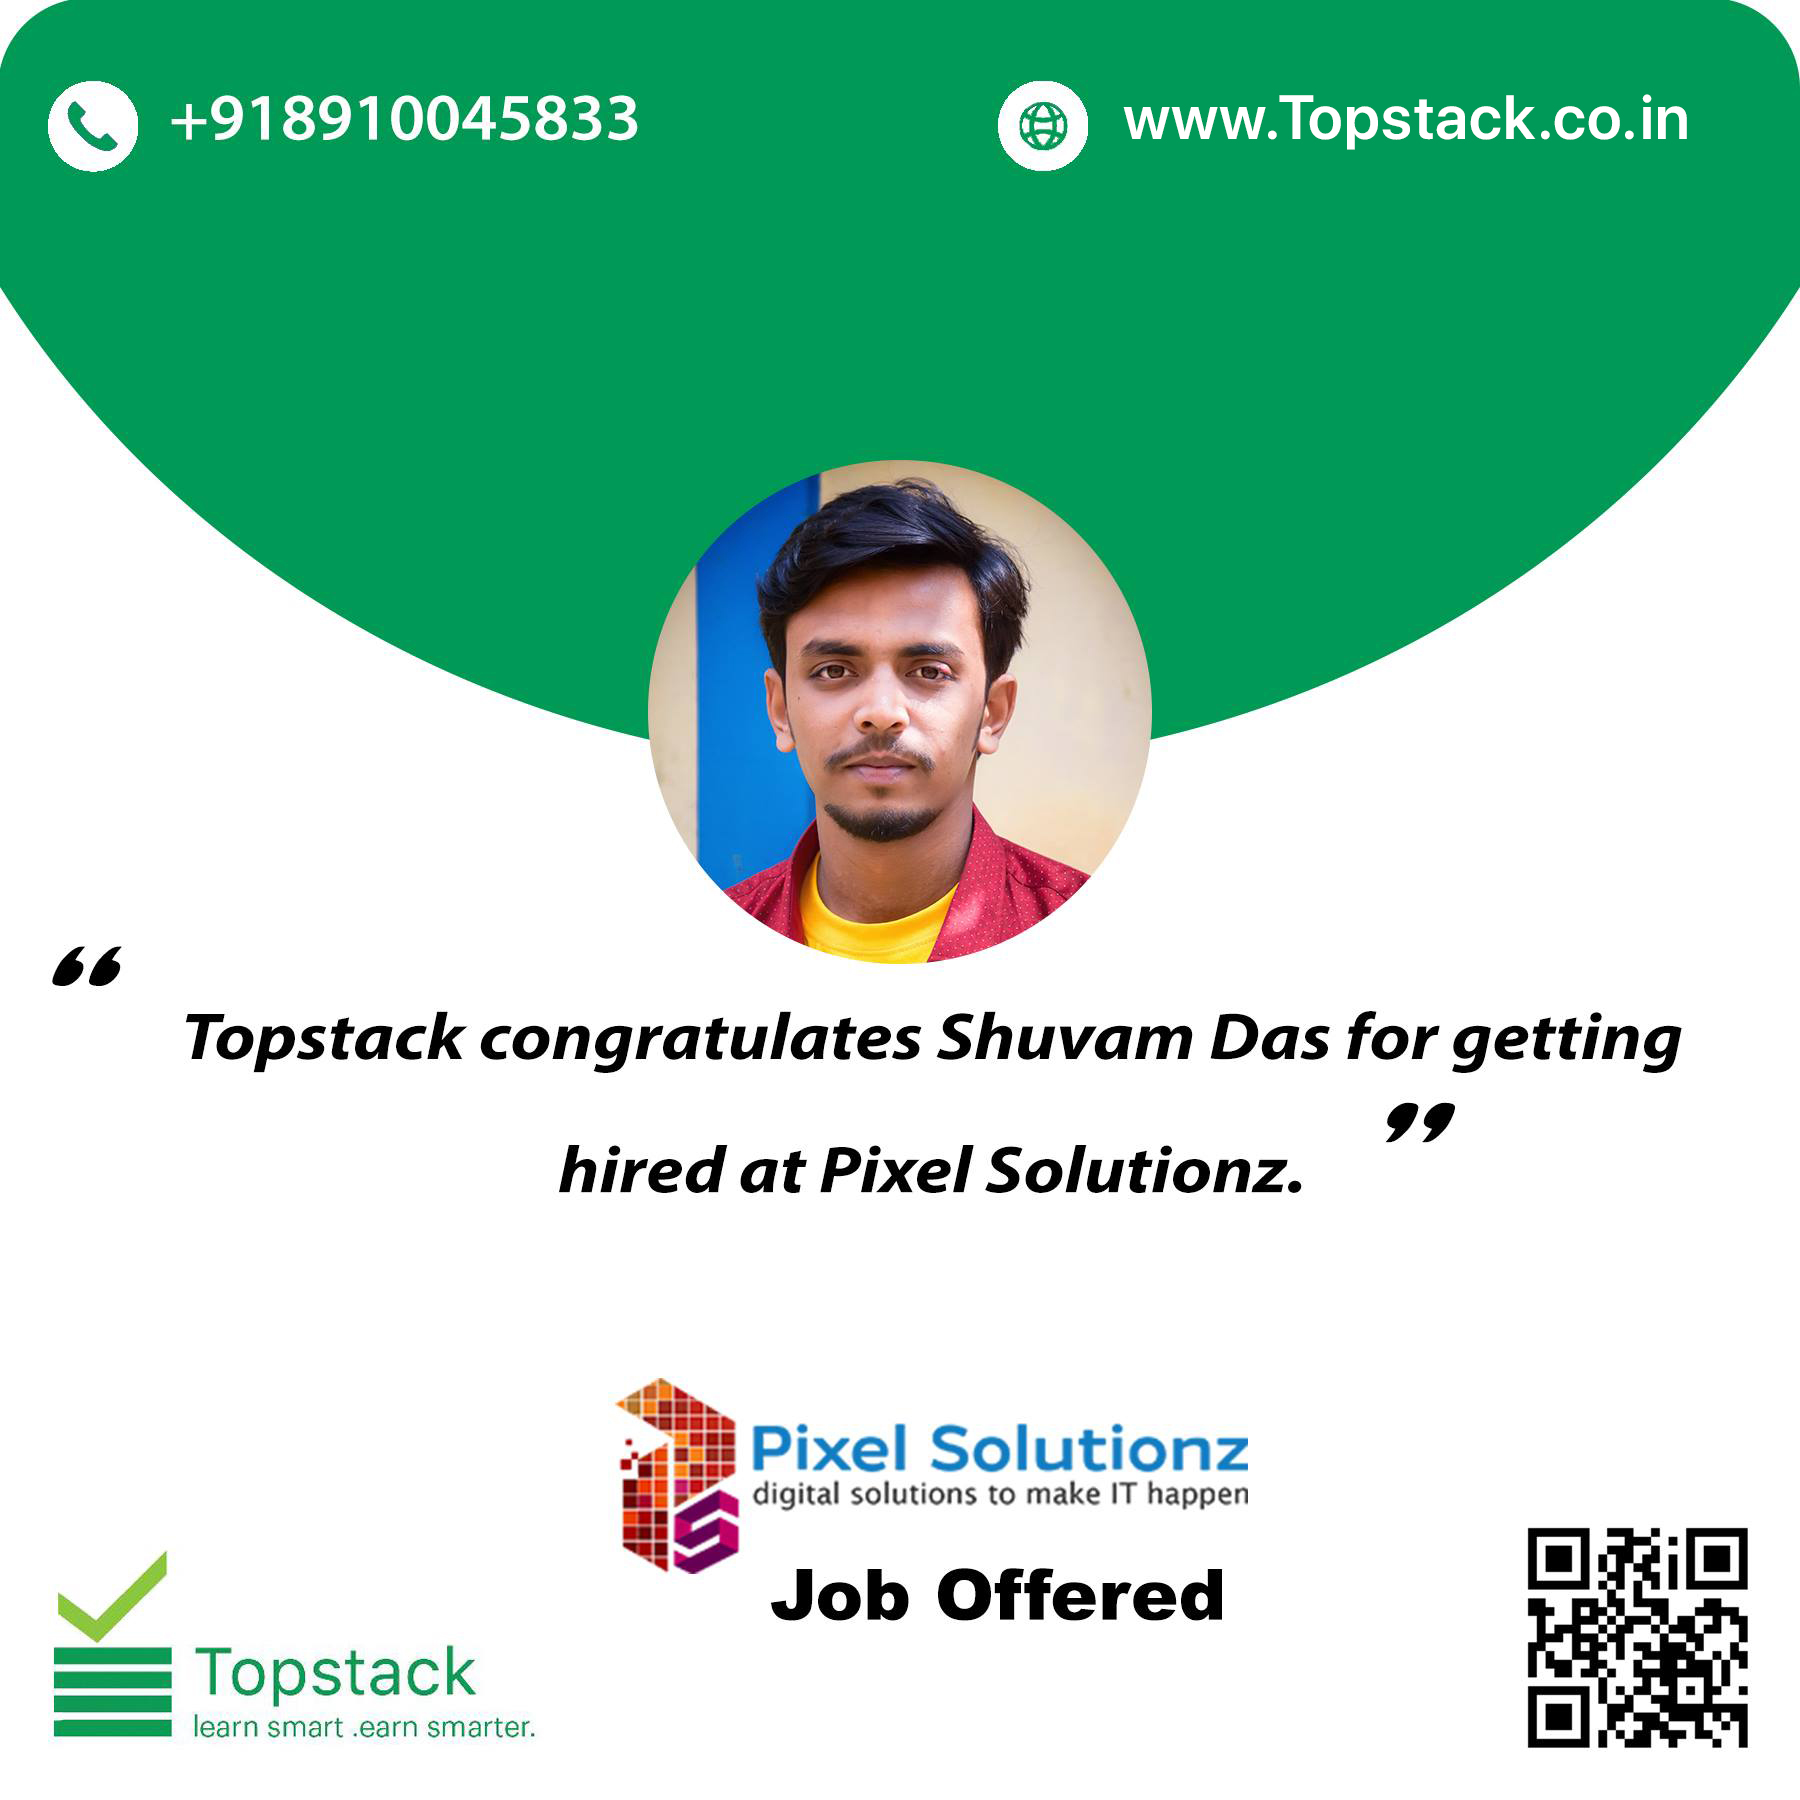 +918910045833
www.Topstack.co.in
“
Topstack congratulates Shuvam Das for getting
hired at Pixel Solutionz.
”
Pixel Solutionz
digital solutions to make IT happen
Job Offered
Topstack
learn smart .earn smarter.